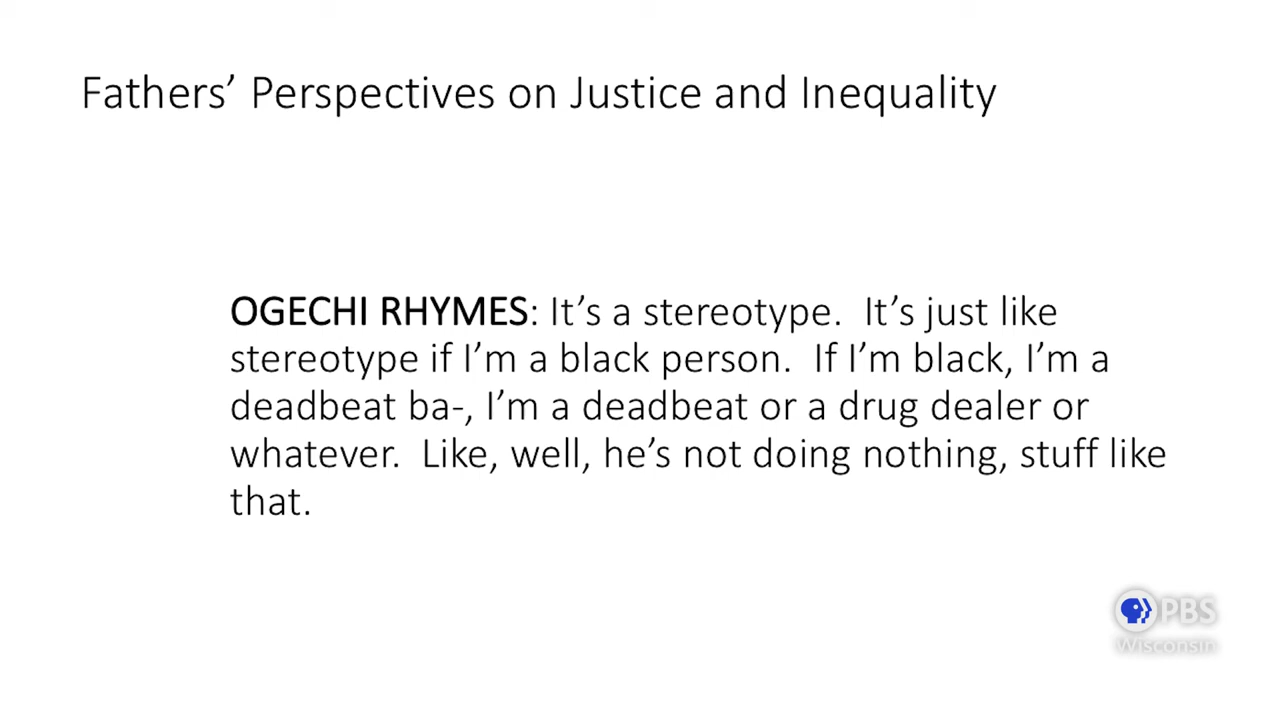 Fathers’ Perspectives on Justice and Inequality
OGECHI RHYMES: It’s a stereotype.  It’s just like
stereotype if I’m a black person.  If I’m black, I’m a
deadbeat ba-, I’m a deadbeat or a drug dealer or
whatever.  Like, well, he’s not doing nothing, stuff like
that.
PBS
Wisconsin